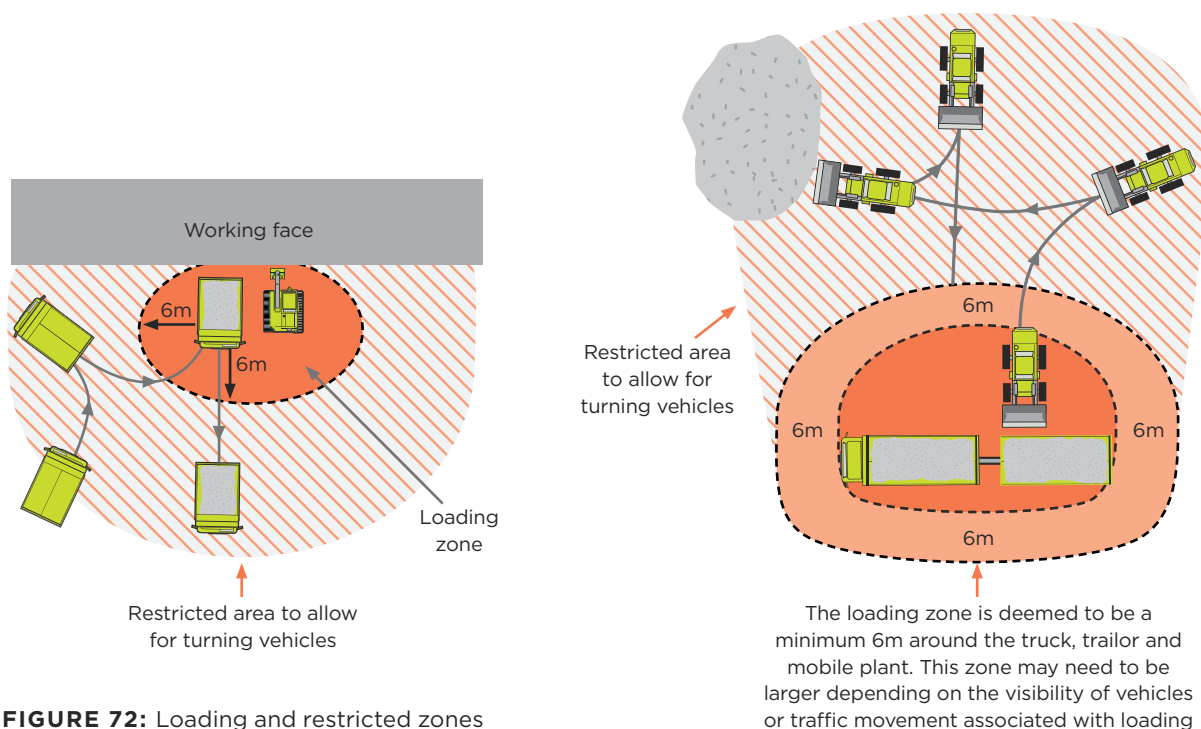 Working face
6m
6m
Loading
zone
Restricted area to allow
for turning vehicles
FIGURE 72: Loading and restricted zones
Restricted area
to allow for
turning vehicles
6m
6m
6m
6m
The loading zone is deemed to be a
minimum 6m around the truck, trailor and
mobile plant. This zone may need to be
larger depending on the visibility of vehicles
or traffic movement associated with loading